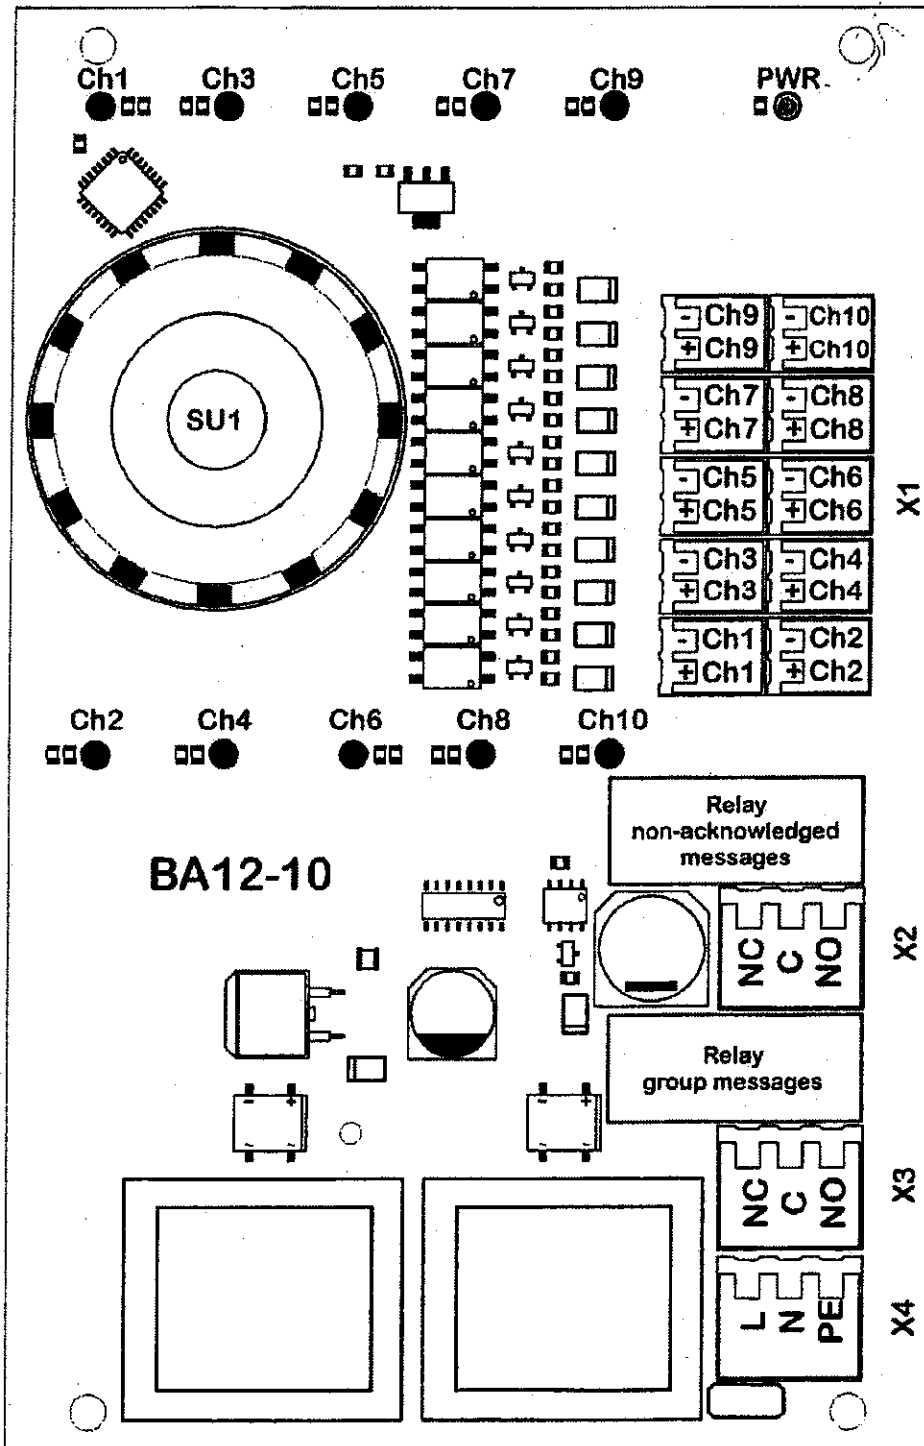 Ch1 Ch3 Ch5 Ch7 Ch9 PWR
SU1
- Ch9 - Ch10
+ Ch9 + Ch10
- Ch7 - Ch8
+ Ch7 + Ch8
- Ch5 - Ch6
+ Ch5 + Ch6
- Ch3 - Ch4
+ Ch3 + Ch4
- Ch1 - Ch2
+ Ch1 + Ch2
X1
Ch2 Ch4 Ch6 Ch8 Ch10
Relay
non-acknowledged
messages
BA12-10
NC
C
NO
X2
Relay
group messages
NC
C
NO
X3
L
N
PE
X4